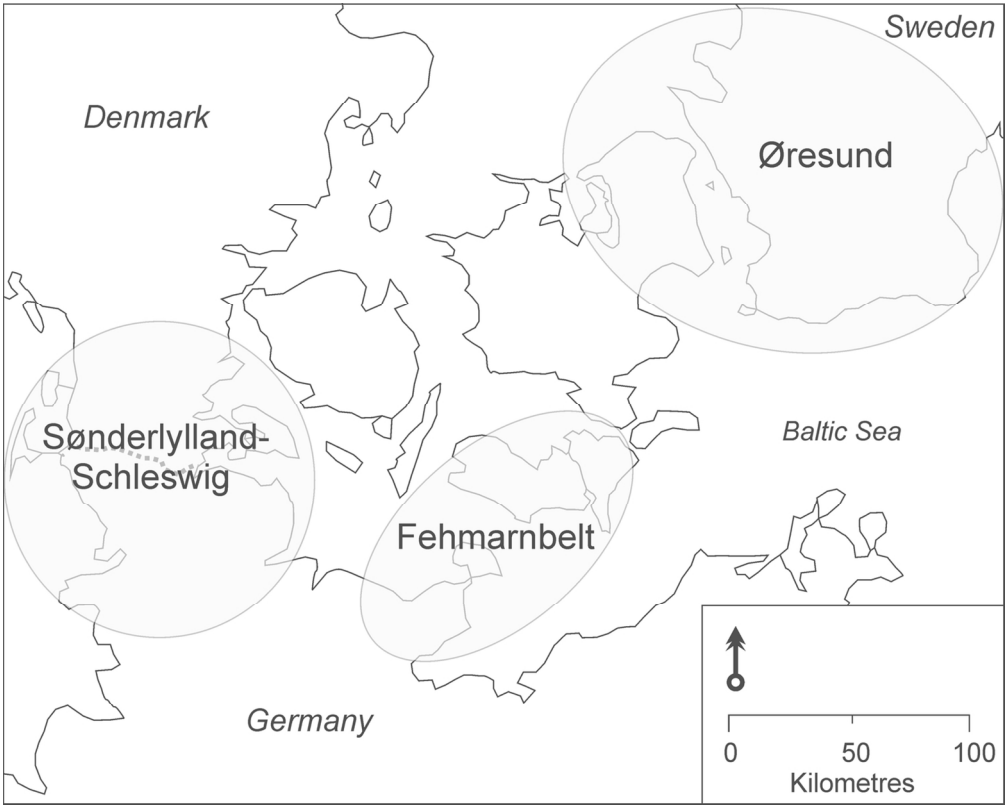 Sweden
Denmark
Øresund
Sønderlylland-
Schleswig
Baltic Sea
Fehmarnbelt
Germany
0 50 100
Kilometres